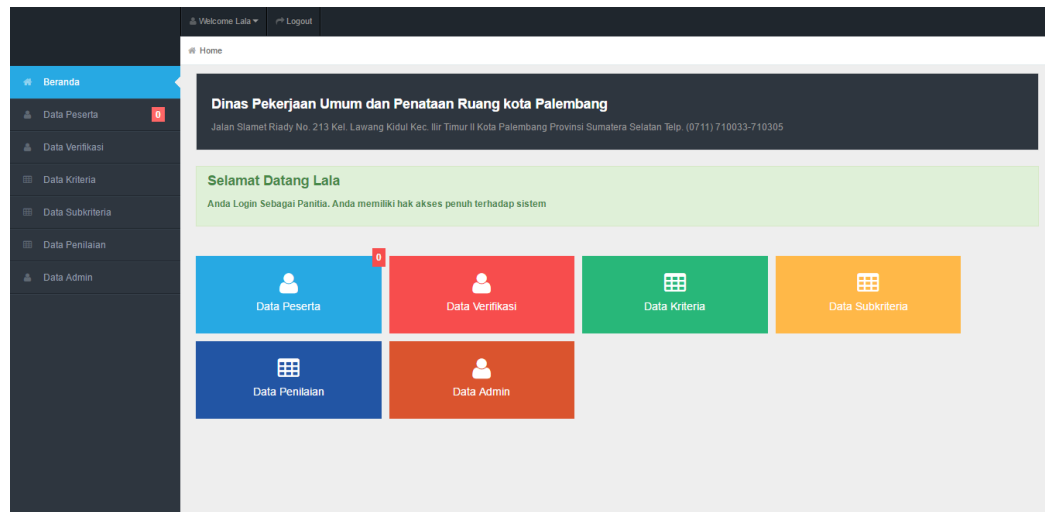 Welcome Lala Logout
Home
Beranda
Data Peserta 0
Data Verifikasi
Data Kriteria
Data Subkriteria
Data Penilaian
Data Admin
Dinas Pekerjaan Umum dan Penataan Ruang kota Palembang
Jalan Slamet Riady No. 213 Kel. Lawang Kidul Kec. Ilir Timur II Kota Palembang Provinsi Sumatera Selatan Telp. (0711) 710033-710305
Selamat Datang Lala
Anda Login Sebagai Panitia. Anda memiliki hak akses penuh terhadap sistem
0
Data Peserta Data Verifikasi Data Kriteria Data Subkriteria
Data Penilaian Data Admin